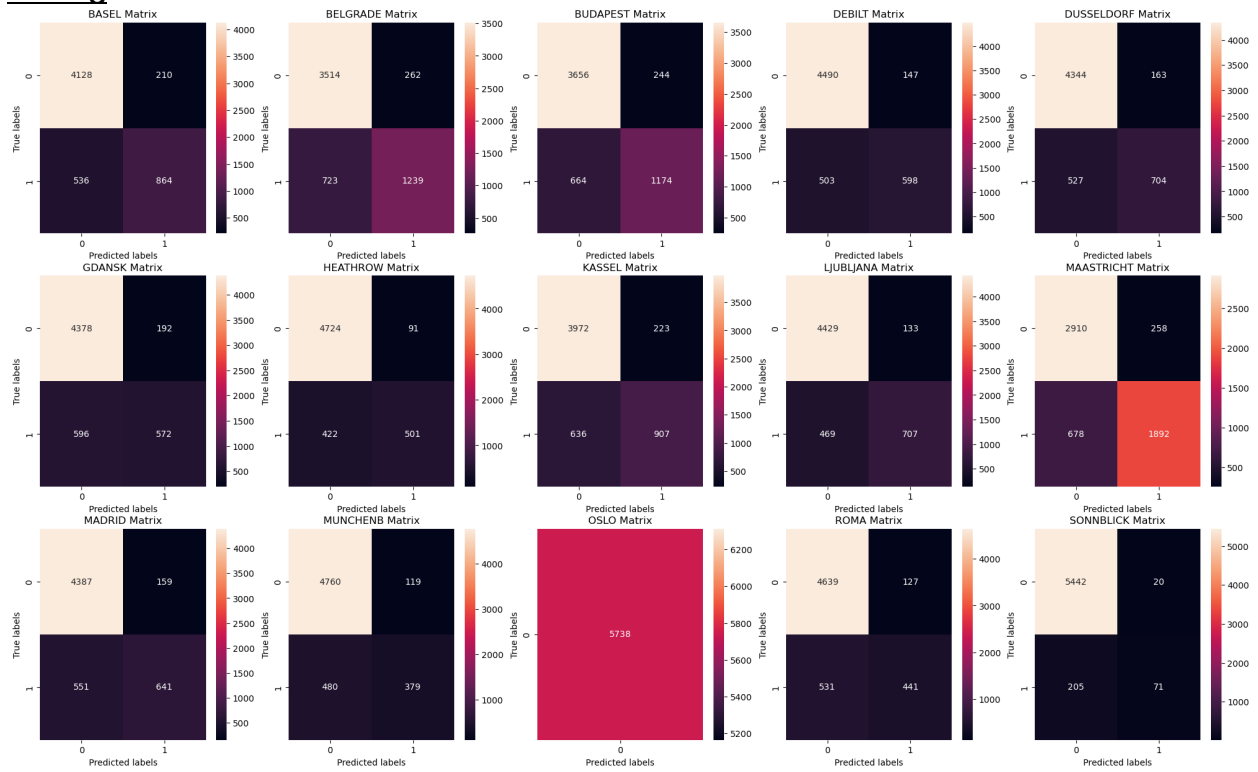 BASEL Matrix
4128 210
536 864
0 1
True labels
0 1
Predicted labels
4000 3500 3000 2500 2000 1500 1000 500
BELGRADE Matrix
3514 262
723 1239
0 1
True labels
0 1
Predicted labels
3500 3000 2500 2000 1500 1000 500
BUDAPEST Matrix
3656 244
664 1174
0 1
True labels
0 1
Predicted labels
3500 3000 2500 2000 1500 1000 500
DEBILT Matrix
4490 147
503 598
0 1
True labels
0 1
Predicted labels
4000 3500 3000 2500 2000 1500 1000 500
DUSSELDORF Matrix
4344 163
527 704
0 1
True labels
0 1
Predicted labels
4000 3500 3000 2500 2000 1500 1000 500
GDANSK Matrix
4378 192
596 572
0 1
True labels
0 1
Predicted labels
4000 3500 3000 2500 2000 1500 1000 500
HEATHROW Matrix
4724 91
422 501
0 1
True labels
0 1
Predicted labels
4000 3000 2000 1000
KASSEL Matrix
3972 223
636 907
0 1
True labels
0 1
Predicted labels
3500 3000 2500 2000 1500 1000 500
LJUBLJANA Matrix
4429 133
469 707
0 1
True labels
0 1
Predicted labels
4000 3500 3000 2500 2000 1500 1000 500
MAASTRICHT Matrix
2910 258
678 1892
0 1
True labels
0 1
Predicted labels
2500 2000 1500 1000 500
MADRID Matrix
4387 159
551 641
0 1
True labels
0 1
Predicted labels
4000 3500 3000 2500 2000 1500 1000 500
MUNCHENB Matrix
4760 119
480 379
0 1
True labels
0 1
Predicted labels
4000 3000 2000 1000
OSLO Matrix
5738
0
True labels
0
Predicted labels
6200 6000 5800 5600 5400 5200
ROMA Matrix
4639 127
531 441
0 1
True labels
0 1
Predicted labels
4000 3000 2000 1000
SONNBLICK Matrix
5442 20
205 71
0 1
True labels
0 1
Predicted labels
5000 4000 3000 2000 1000